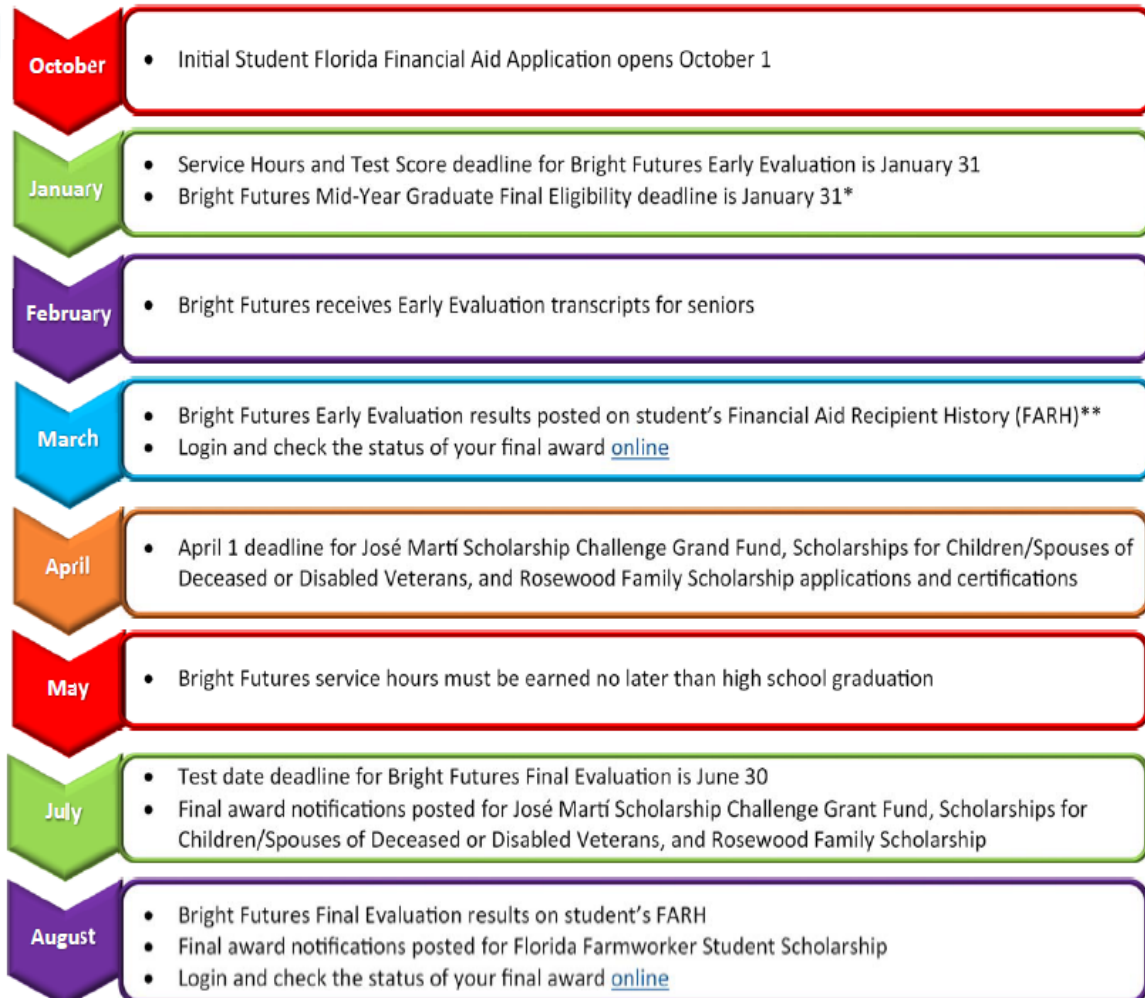 October
• Initial Student Florida Financial Aid Application opens October 1
January
• Service Hours and Test Score deadline for Bright Futures Early Evaluation is January 31
• Bright Futures Mid-Year Graduate Final Eligibility deadline is January 31*
February
• Bright Futures receives Early Evaluation transcripts for seniors
March
• Bright Futures Early Evaluation results posted on student's Financial Aid Recipient History (FARH)**
• Login and check the status of your final award online
April
• April 1 deadline for José Martí Scholarship Challenge Grand Fund, Scholarships for Children/Spouses of
Deceased or Disabled Veterans, and Rosewood Family Scholarship applications and certifications
May
• Bright Futures service hours must be earned no later than high school graduation
July
• Test date deadline for Bright Futures Final Evaluation is June 30
• Final award notifications posted for José Martí Scholarship Challenge Grant Fund, Scholarships for
Children/Spouses of Deceased or Disabled Veterans, and Rosewood Family Scholarship
August
• Bright Futures Final Evaluation results on student's FARH
• Final award notifications posted for Florida Farmworker Student Scholarship
• Login and check the status of your final award online